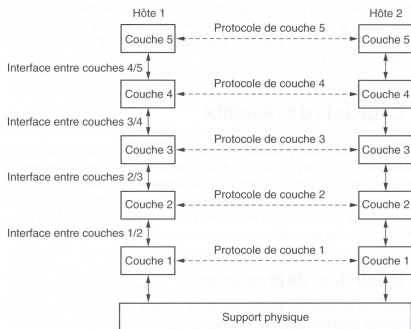 Hôte 1
Hôte 2
Couche 5
Protocole de couche 5
Couche 5
Interface entre couches 4/5
Couche 4
Protocole de couche 4
Couche 4
Interface entre couches 3/4
Couche 3
Protocole de couche 3
Couche 3
Interface entre couches 2/3
Couche 2
Protocole de couche 2
Couche 2
Interface entre couches 1/2
Couche 1
Protocole de couche 1
Couche 1
Support physique